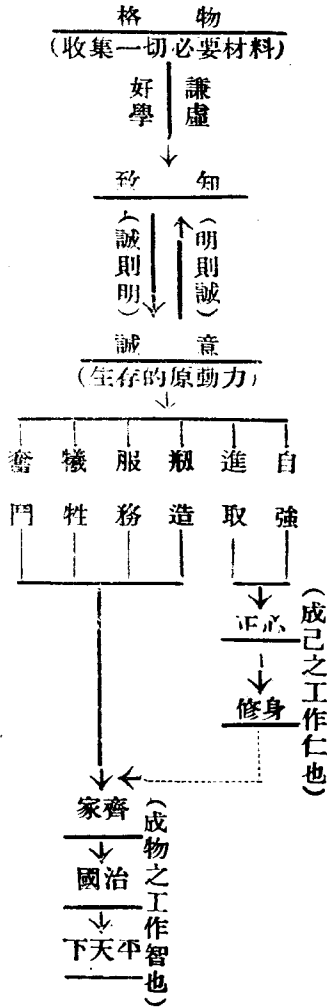 格物
(收集一切必要材料)
謙虛
好學
致知
(明則誠)
(誠則明)
誠意
(生存的原動力)
自強
進取
造
服務
犧牲
奮鬥
正心
修身
(成己之工作仁也)
齊家
治國
平天下
(成物之工作智也)